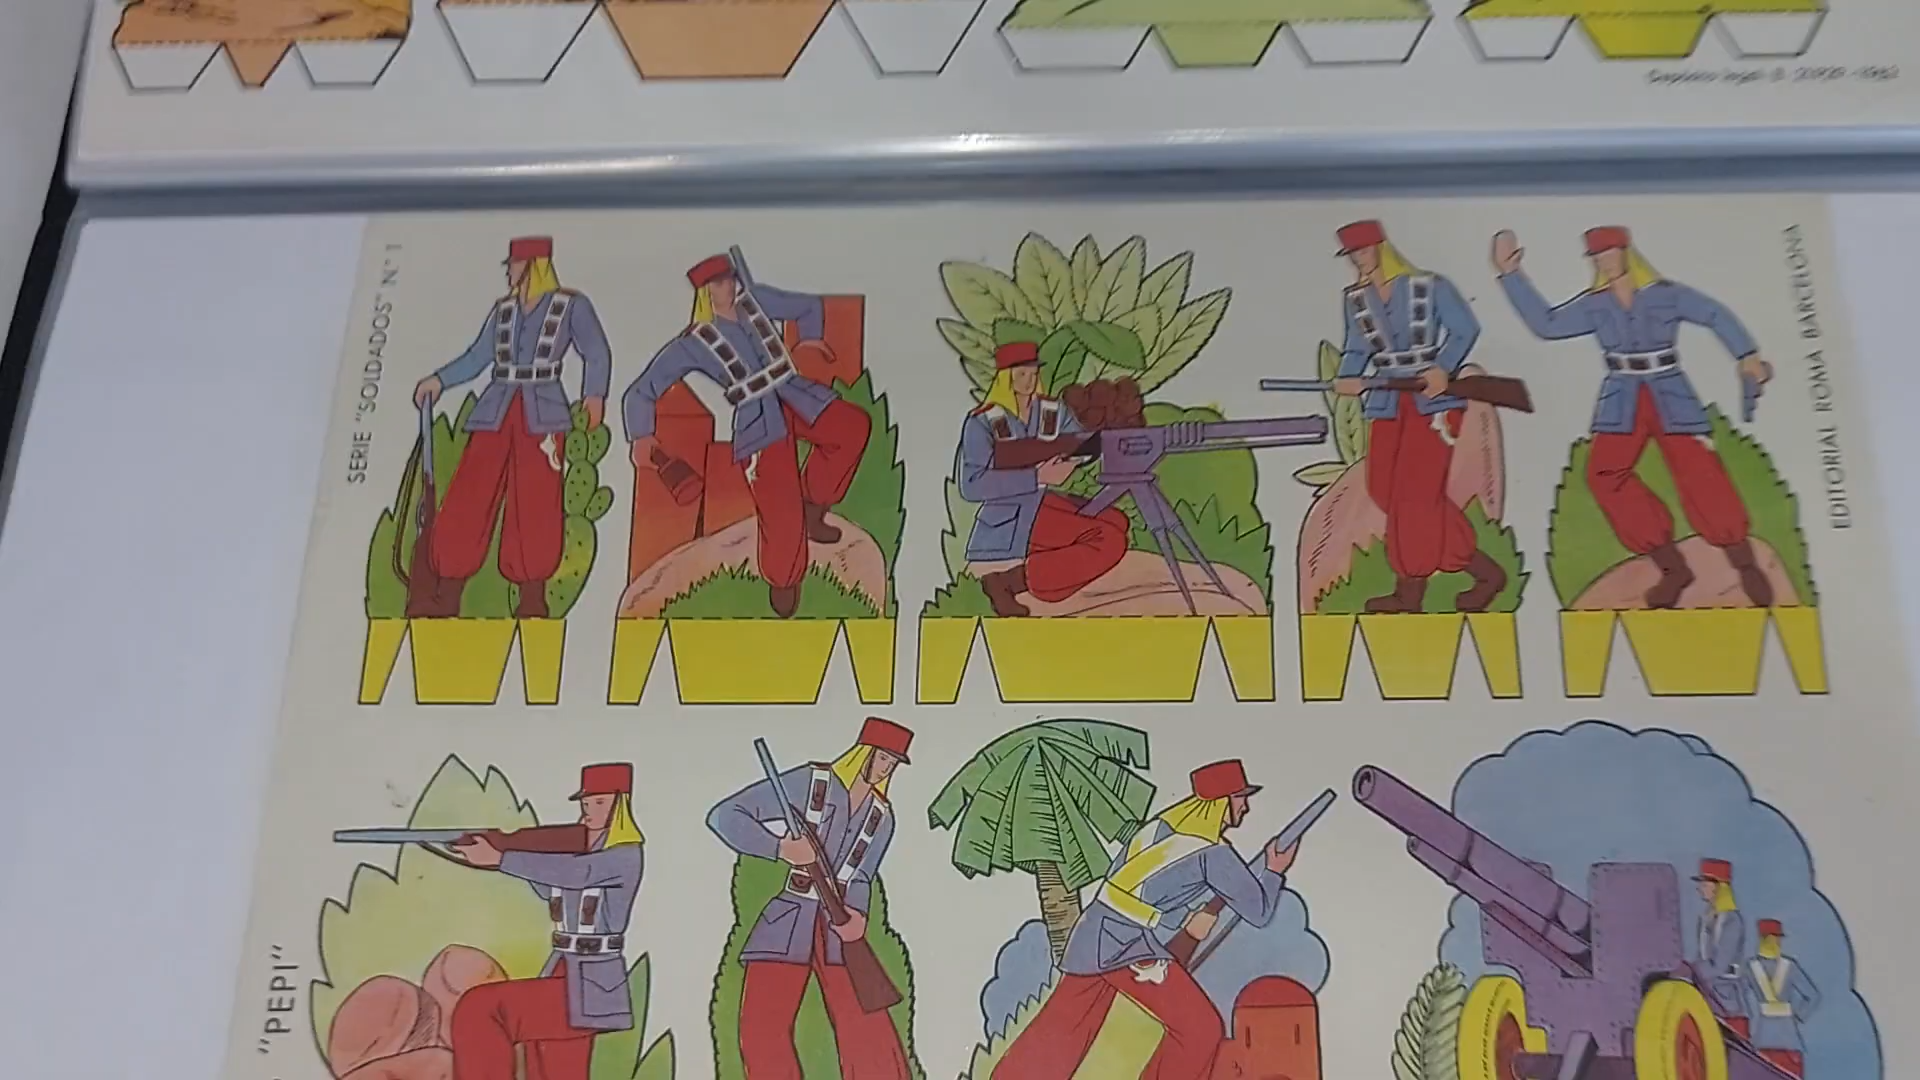 SERIE "SOLDADOS" N° 1
EDITORIAL ROMA BARCELONA
"PEPI"